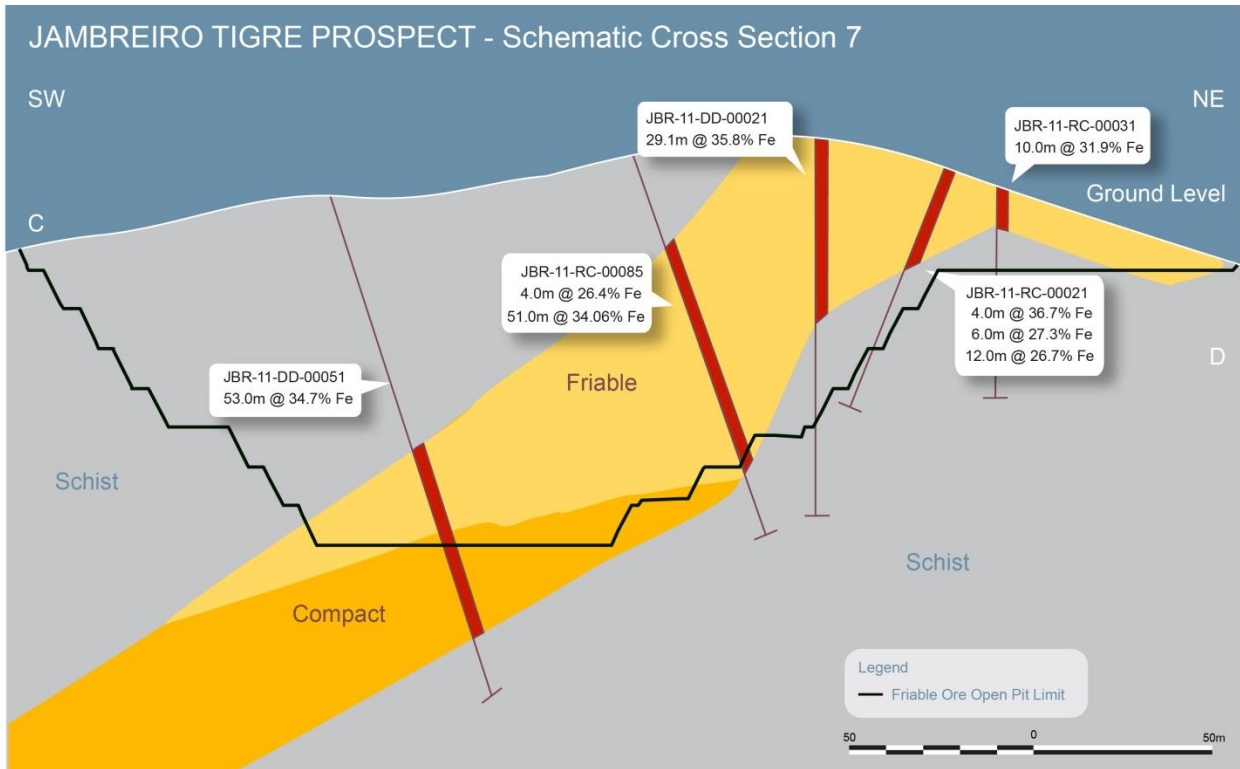 JAMBREIRO TIGRE PROSPECT - Schematic Cross Section 7
SW
NE
JBR-11-DD-00021
29.1m @ 35.8% Fe
JBR-11-RC-00031
10.0m @ 31.9% Fe
Ground Level
C
JBR-11-RC-00085
4.0m @ 26.4% Fe
51.0m @ 34.06% Fe
JBR-11-RC-00021
4.0m @ 36.7% Fe
6.0m @ 27.3% Fe
12.0m @ 26.7% Fe
D
JBR-11-DD-00051
53.0m @ 34.7% Fe
Friable
Schist
Schist
Compact
Legend
Friable Ore Open Pit Limit
50
0
50m